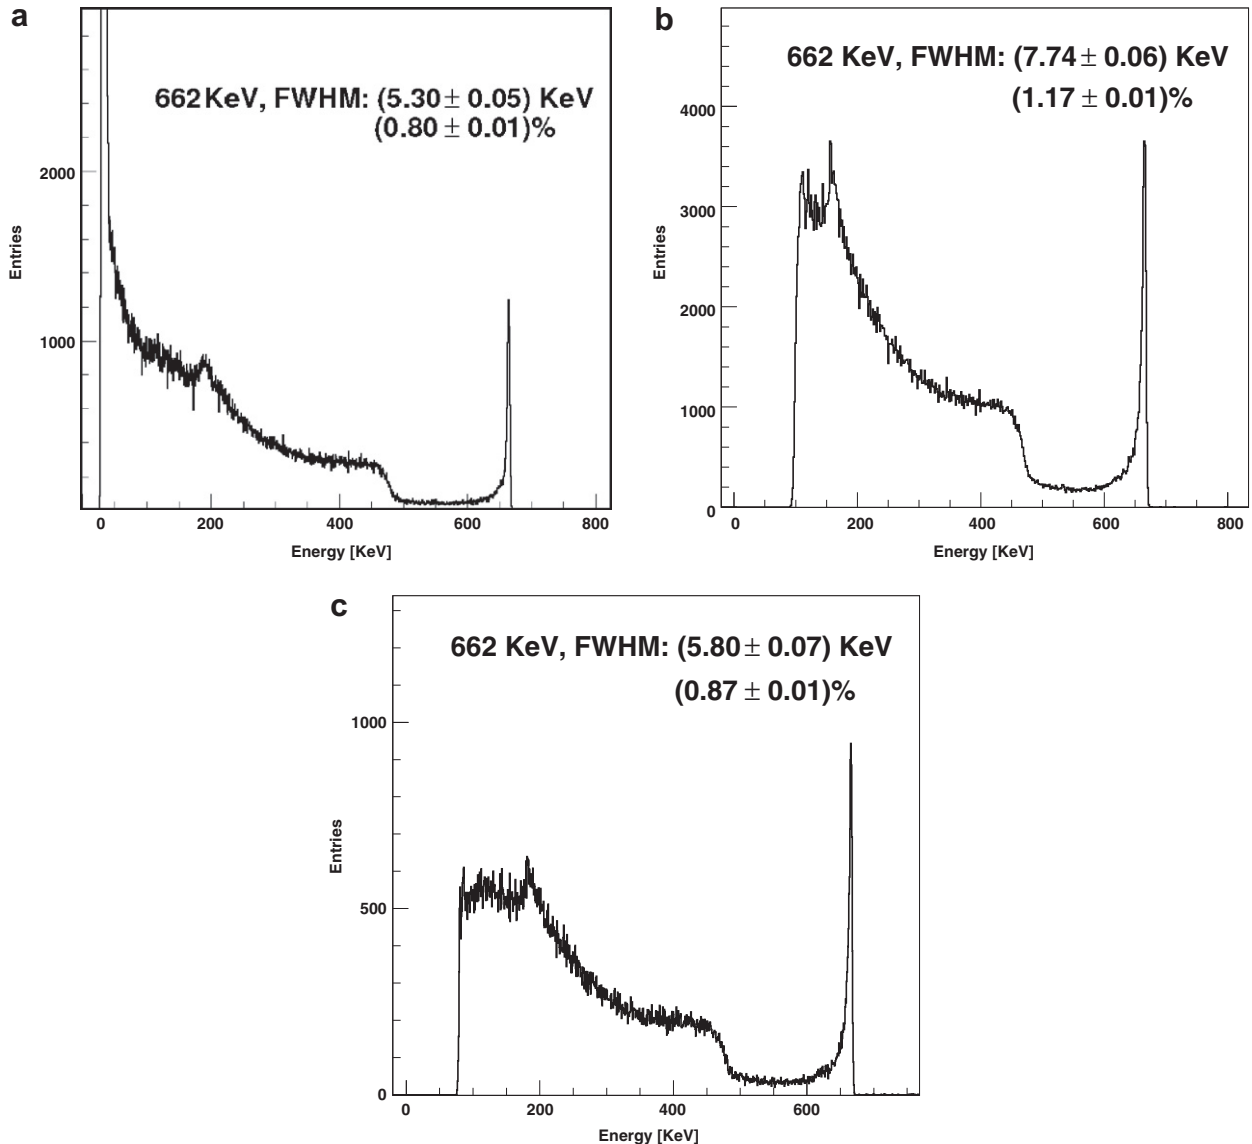 a
662 KeV, FWHM: (5.30 ± 0.05) KeV
(0.80 ± 0.01)%
2000
1000
Entries
0 200 400 600 800
Energy [KeV]
b
662 KeV, FWHM: (7.74 ± 0.06) KeV
(1.17 ± 0.01)%
4000
3000
2000
1000
0
Entries
0 200 400 600 800
Energy [KeV]
c
662 KeV, FWHM: (5.80 ± 0.07) KeV
(0.87 ± 0.01)%
1000
500
0
Entries
0 200 400 600
Energy [KeV]